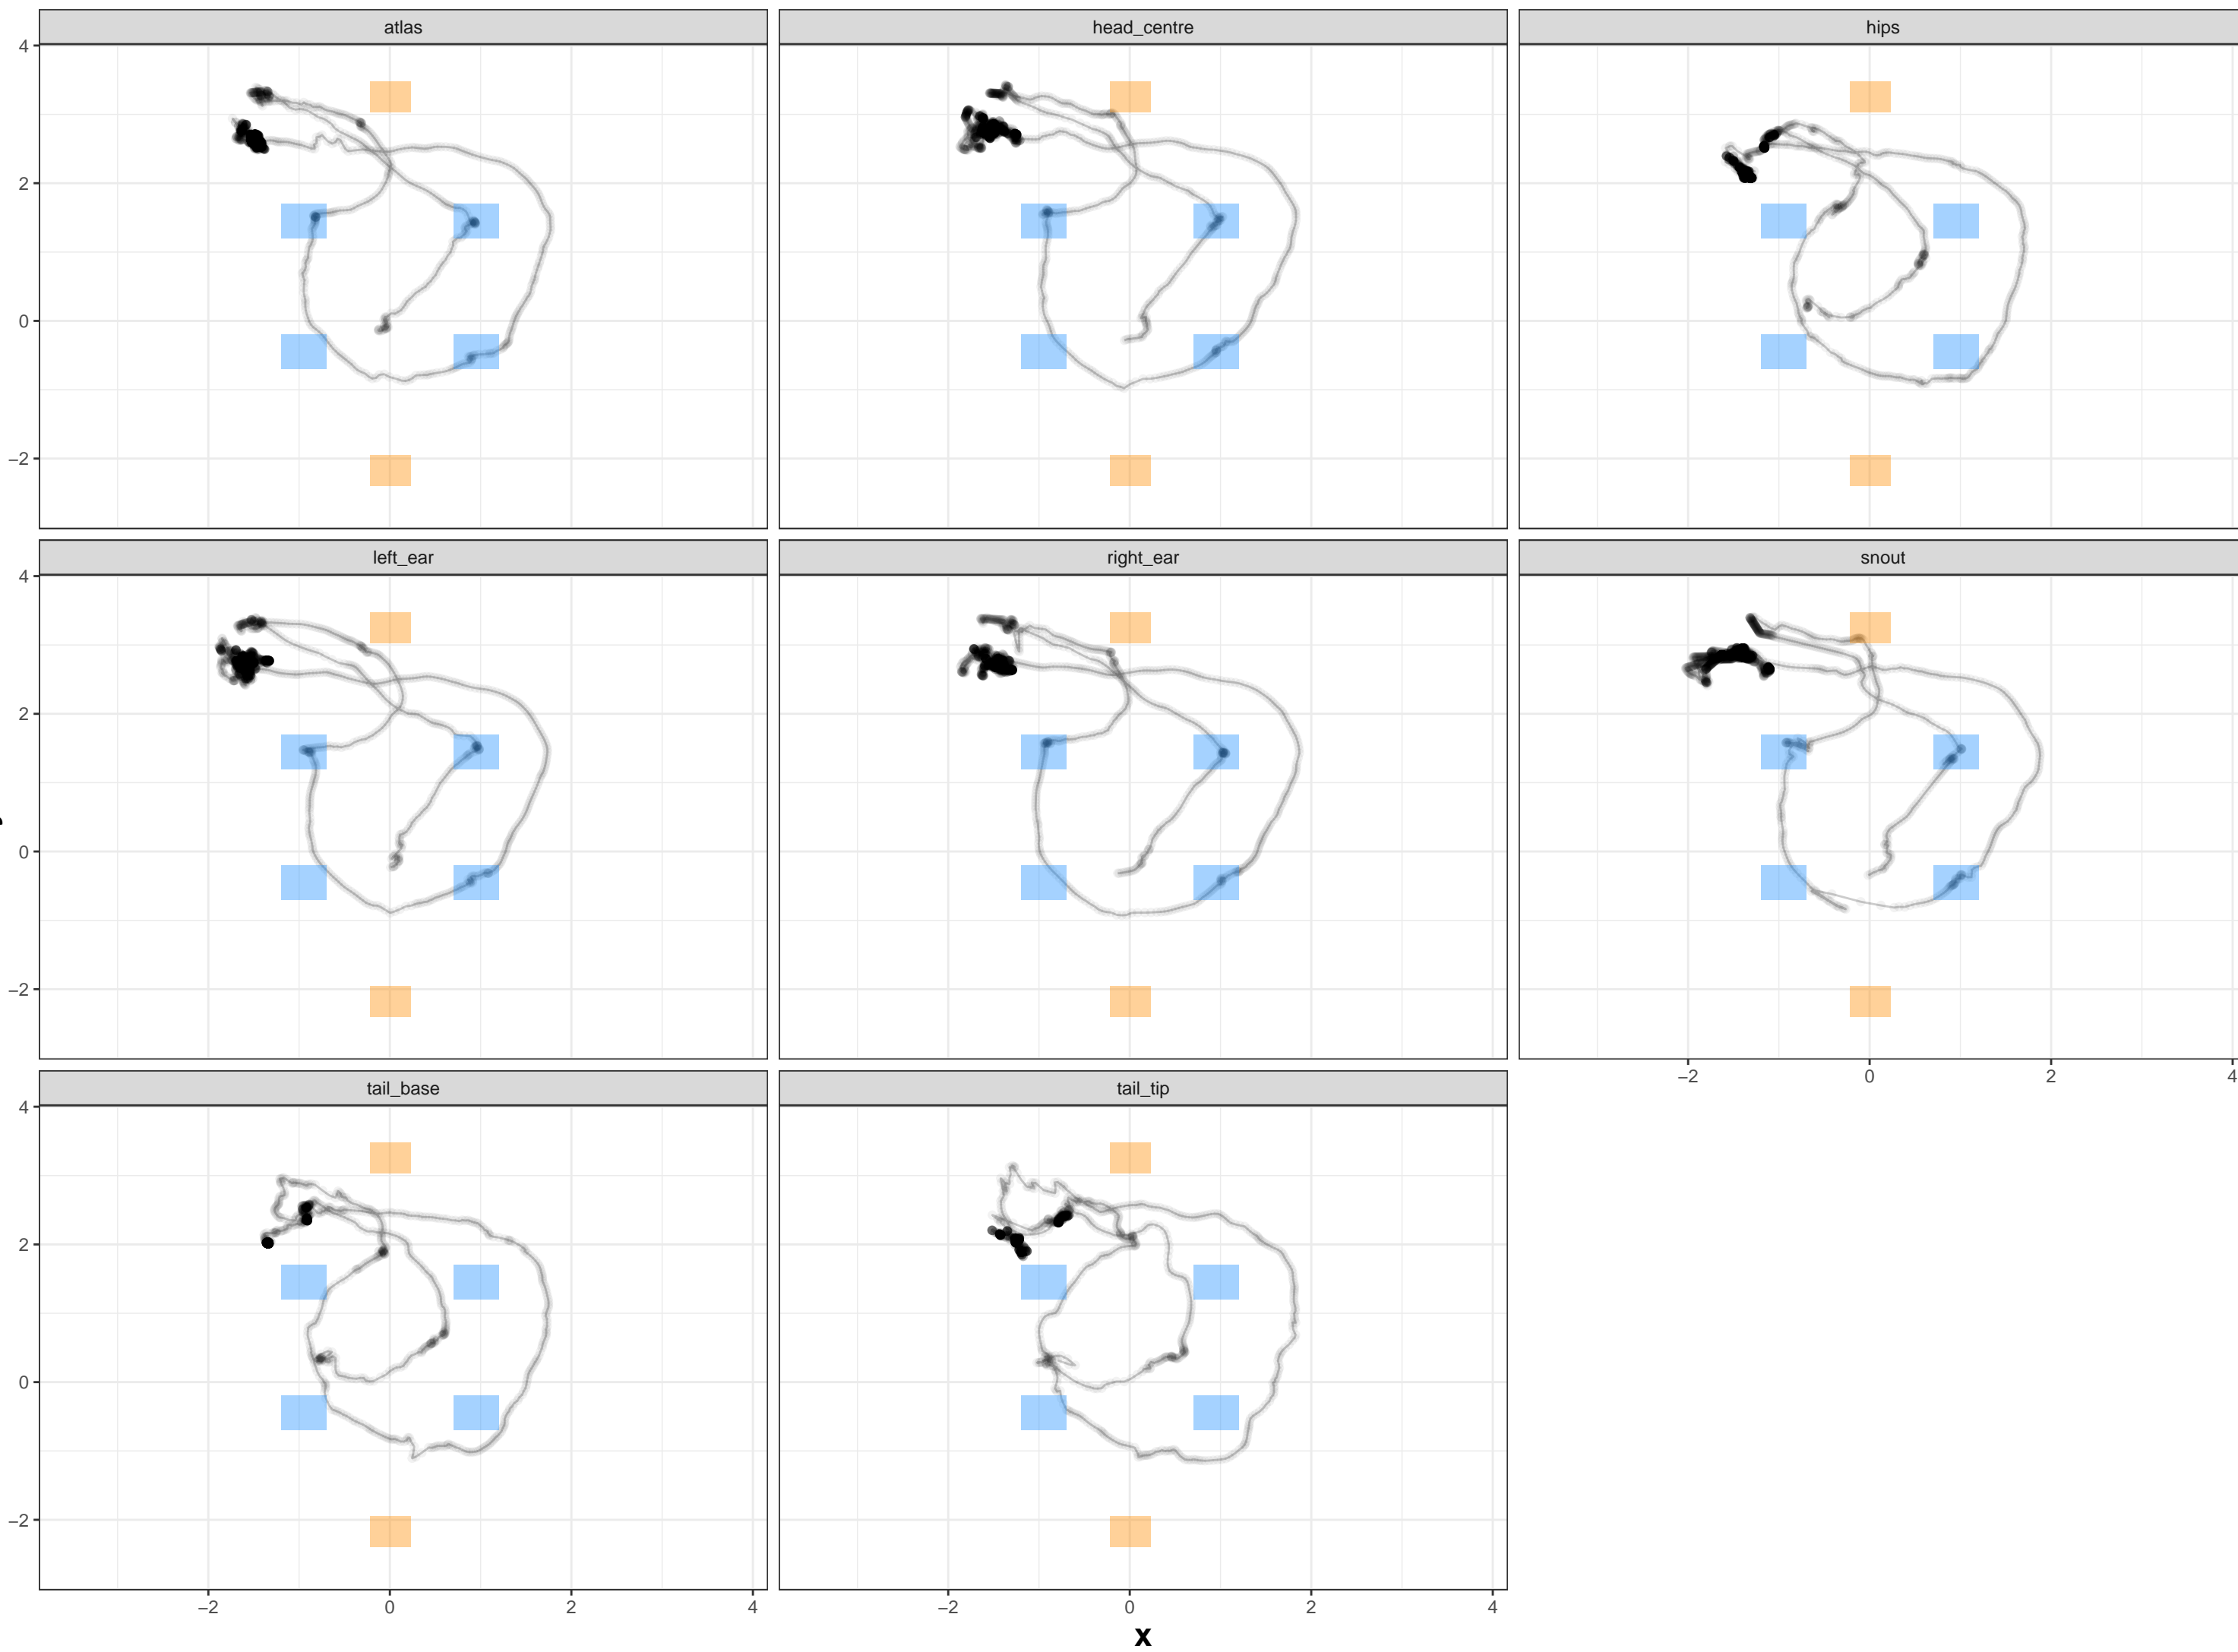 atlas head_centre hips
4
2
0
−2
left_ear right_ear snout
4
2
0
−2
−2 0 2 4
tail_base tail_tip
4
2
0
−2
−2 0 2 4 −2 0 2 4
x